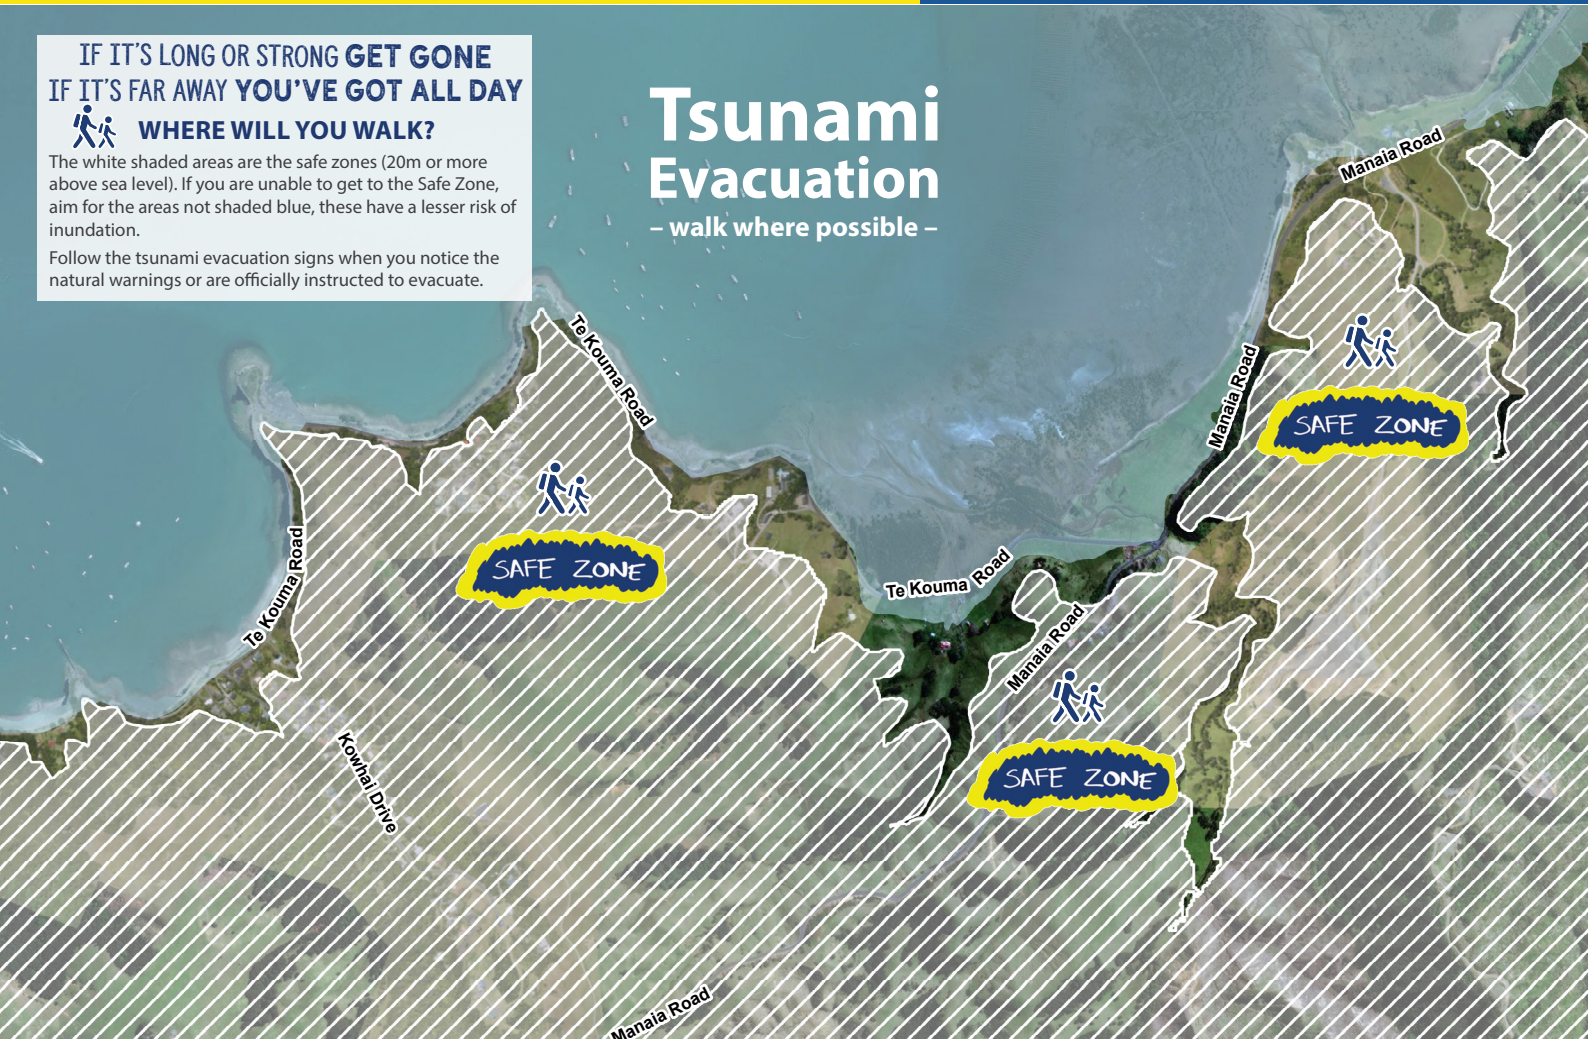 IF IT'S LONG OR STRONG GET GONE
IF IT'S FAR AWAY YOU'VE GOT ALL DAY
WHERE WILL YOU WALK?
The white shaded areas are the safe zones (20m or more
above sea level). If you are unable to get to the Safe Zone,
aim for the areas not shaded blue, these have a lesser risk of
inundation.
Follow the tsunami evacuation signs when you notice the
natural warnings or are officially instructed to evacuate.
Tsunami
Evacuation
– walk where possible –
Manaia Road
Te Kouma Road
Manaia Road
SAFE ZONE
SAFE ZONE
Te Kouma Road
Te Kouma Road
Manaia Road
SAFE ZONE
Kowhai Drive
Manaia Road